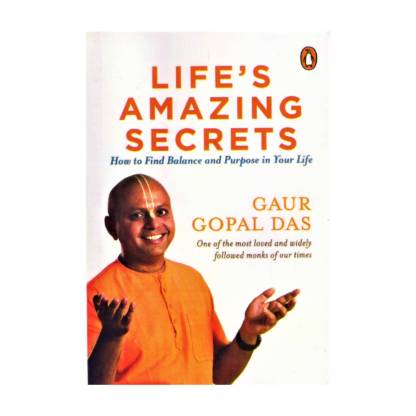 LIFE'S
AMAZING
SECRETS
How to Find Balance and Purpose in Your Life
GAUR
GOPAL DAS
One of the most loved and widely
followed monks of our times